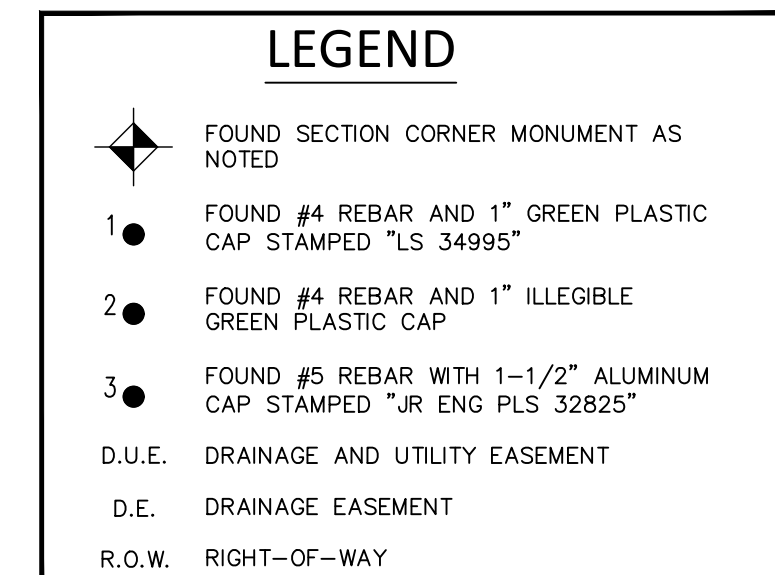 LEGEND
FOUND SECTION CORNER MONUMENT AS
NOTED
1 FOUND #4 REBAR AND 1" GREEN PLASTIC
CAP STAMPED "LS 34995"
2 FOUND #4 REBAR AND 1" ILLEGIBLE
GREEN PLASTIC CAP
3 FOUND #5 REBAR WITH 1-1/2" ALUMINUM
CAP STAMPED "JR ENG PLS 32825"
D.U.E. DRAINAGE AND UTILITY EASEMENT
D.E. DRAINAGE EASEMENT
R.O.W. RIGHT-OF-WAY